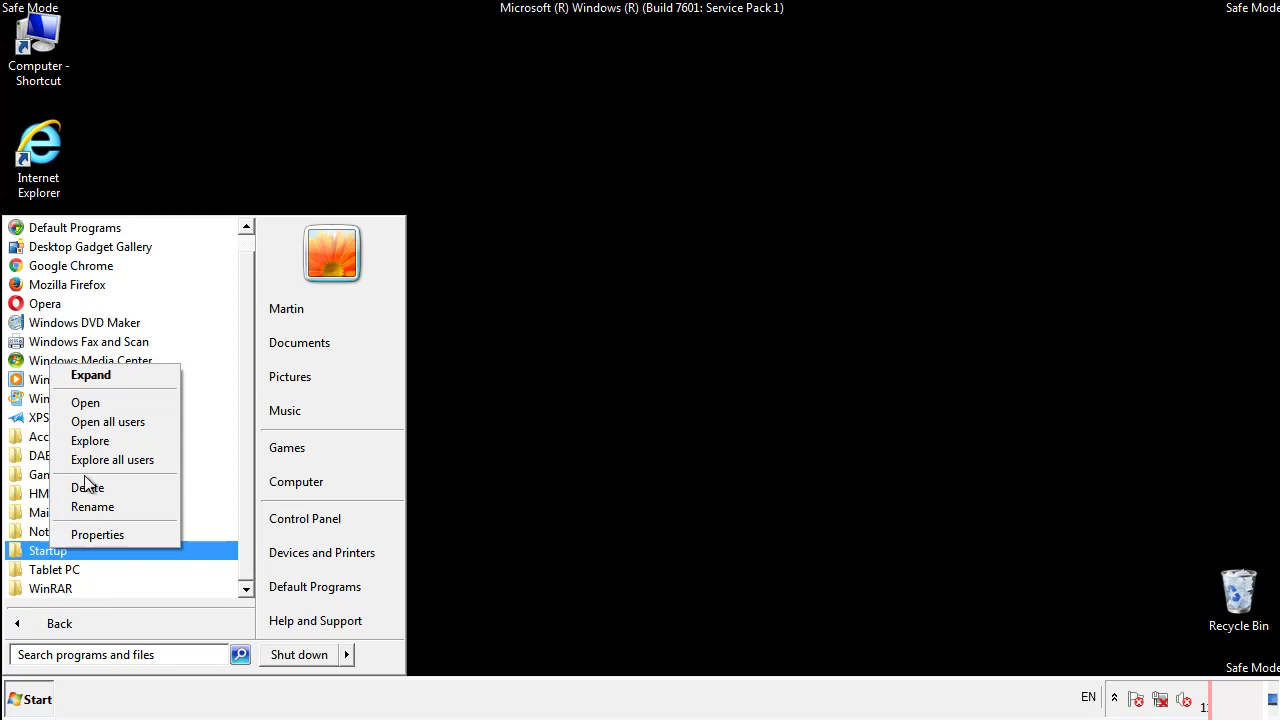 Safe Mode
Microsoft (R) Windows (R) (Build 7601: Service Pack 1)
Safe Mode
Computer -
Shortcut
Internet
Explorer
Default Programs
Desktop Gadget Gallery
Google Chrome
Mozilla Firefox
Opera
Windows DVD Maker
Windows Fax and Scan
Windows Media Center
Expand
Open
Open all users
Explore
Explore all users
Delete
Rename
Properties
Startup
Tablet PC
WinRAR
Back
Search programs and files
Martin
Documents
Pictures
Music
Games
Computer
Control Panel
Devices and Printers
Default Programs
Help and Support
Shut down
Recycle Bin
Safe Mode
Start
EN